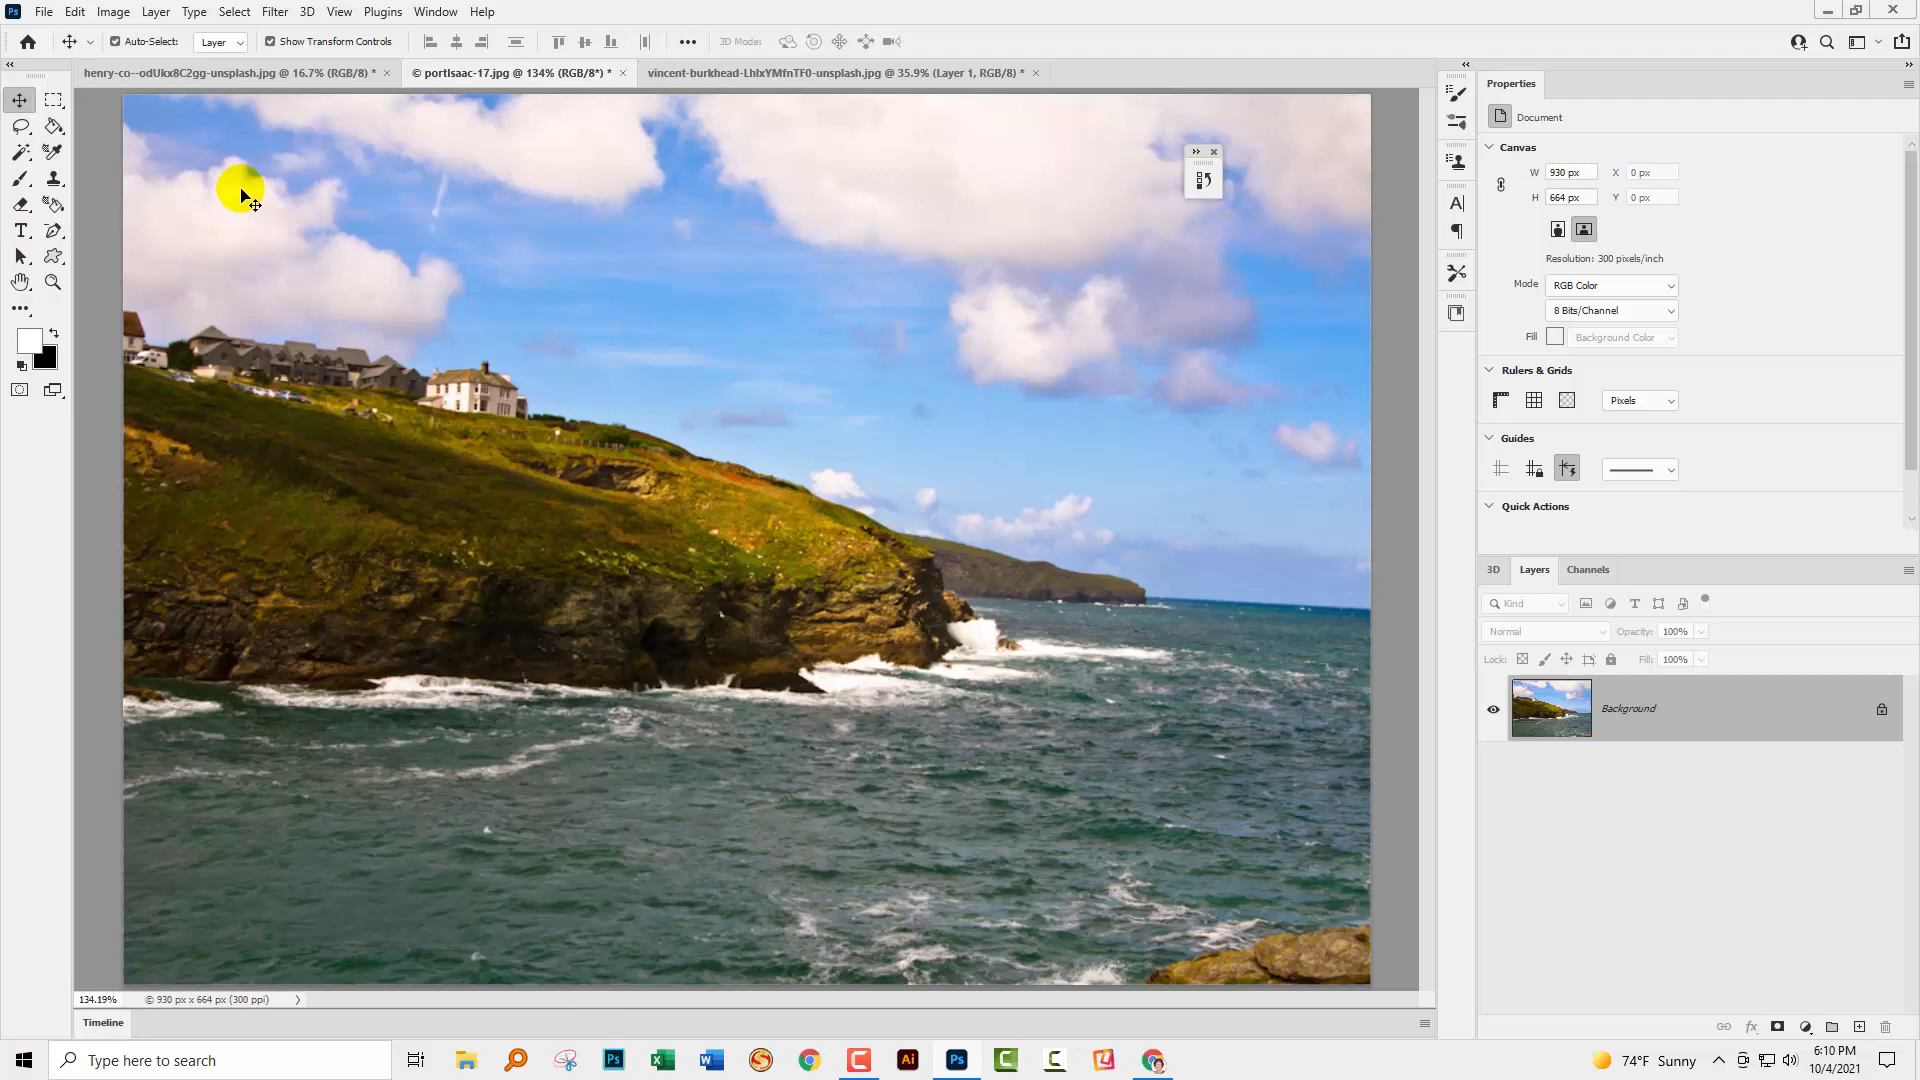 Ps File Edit Image Layer Type Select Filter 3D View Plugins Window Help
Auto-Select: Layer Show Transform Controls 3D Mode:
henry-co--odUkx8C2gg-unsplash.jpg @ 16.7% (RGB/8) * × © portIsaac-17.jpg @ 134% (RGB/8*) * × vincent-burkhead-LhIxYMfnTF0-unsplash.jpg @ 35.9% (Layer 1, RGB/8) * ×
Properties
Document
Canvas
W 930 px X 0 px
H 664 px Y 0 px
Resolution: 300 pixels/inch
Mode RGB Color
8 Bits/Channel
Fill Background Color
Rulers & Grids
Pixels
Guides
Quick Actions
3D Layers Channels
Kind
Normal Opacity: 100%
Lock: Fill: 100%
Background
134.19% © 930 px x 664 px (300 ppi)
Timeline
Type here to search
Ps Ai Ps
74°F Sunny
6:10 PM
10/4/2021